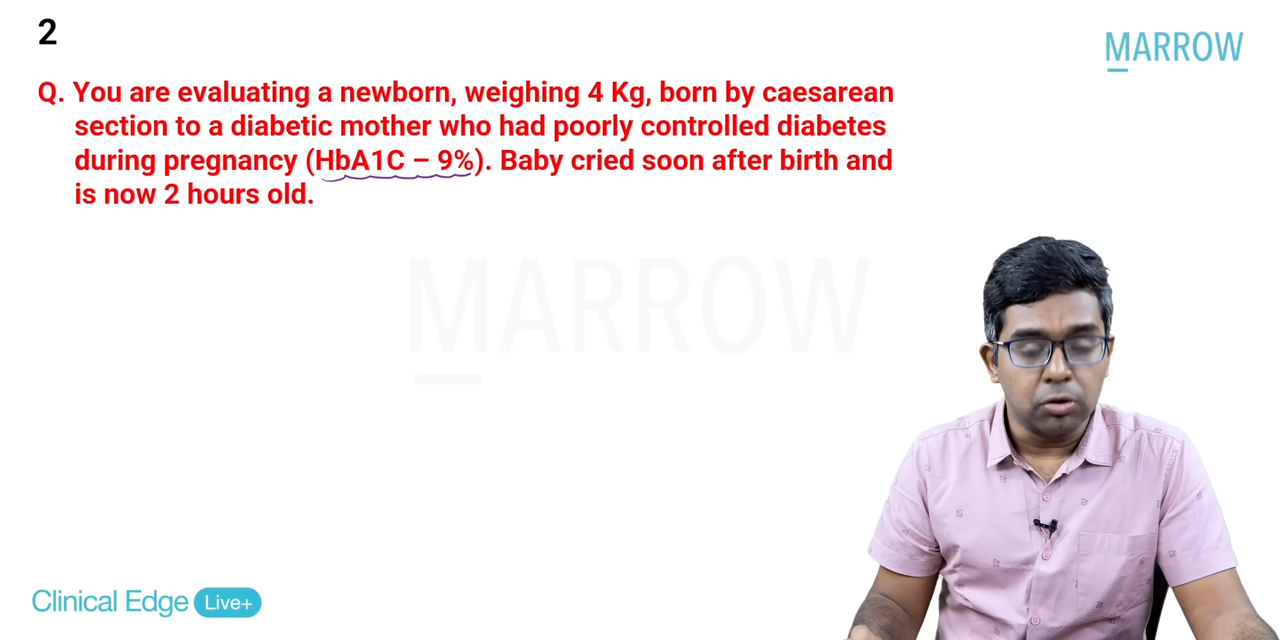 2
MARROW
Q. You are evaluating a newborn, weighing 4 Kg, born by caesarean
section to a diabetic mother who had poorly controlled diabetes
during pregnancy (HbA1C – 9%). Baby cried soon after birth and
is now 2 hours old.
MARROW
Clinical Edge Live+